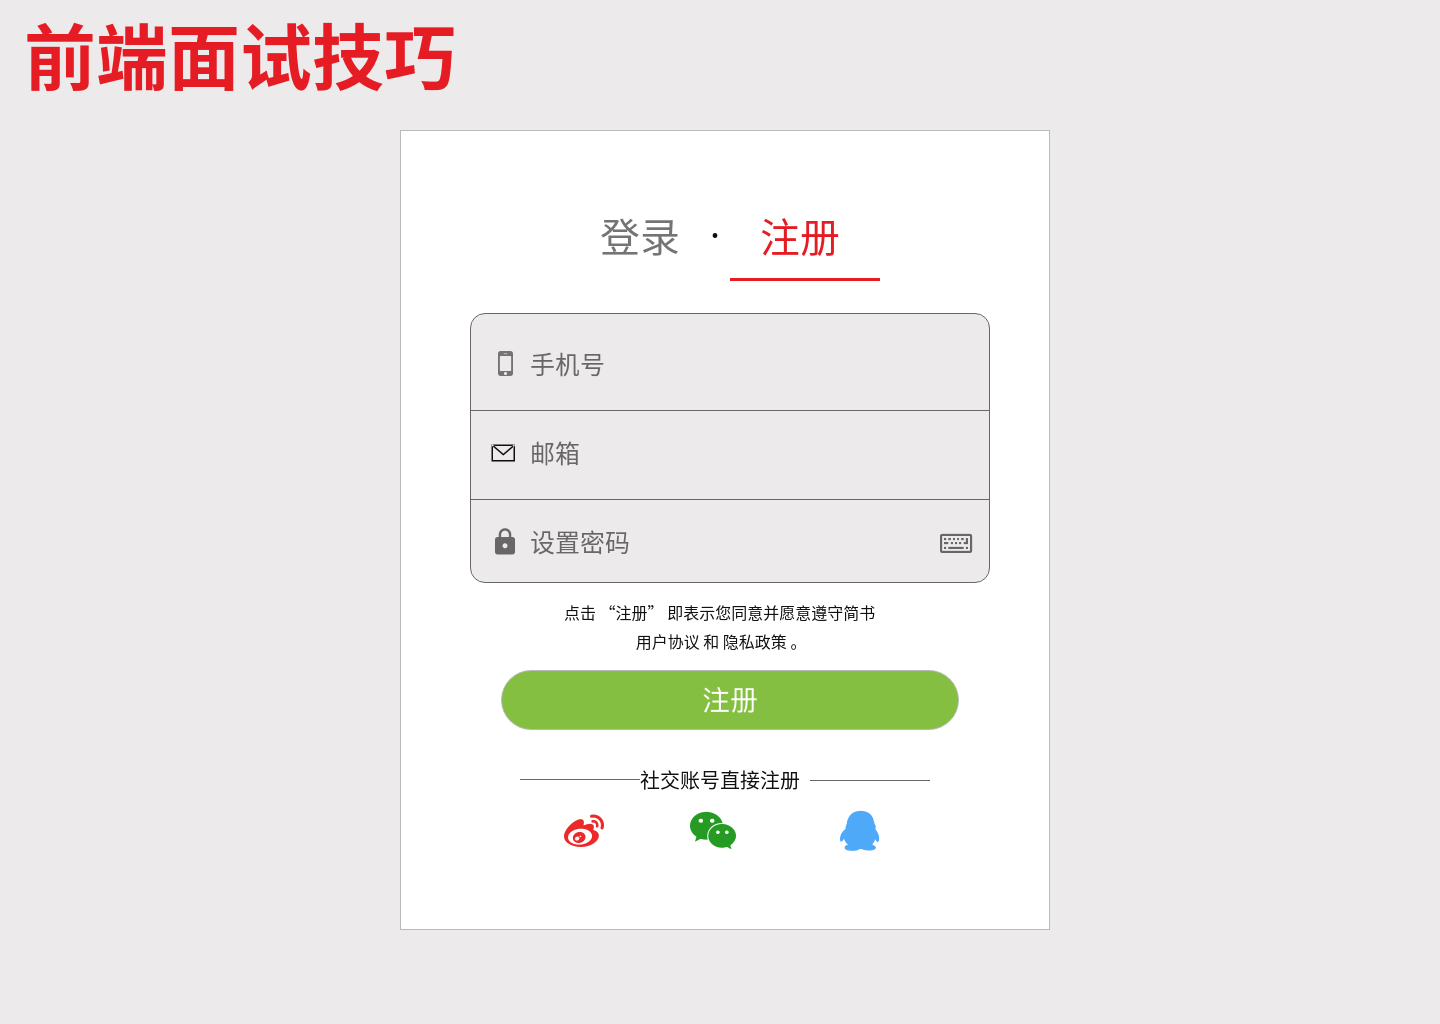 前端面试技巧
登录 · 注册
手机号
邮箱
设置密码
点击 “注册” 即表示您同意并愿意遵守简书
用户协议 和 隐私政策 。
注册
社交账号直接注册